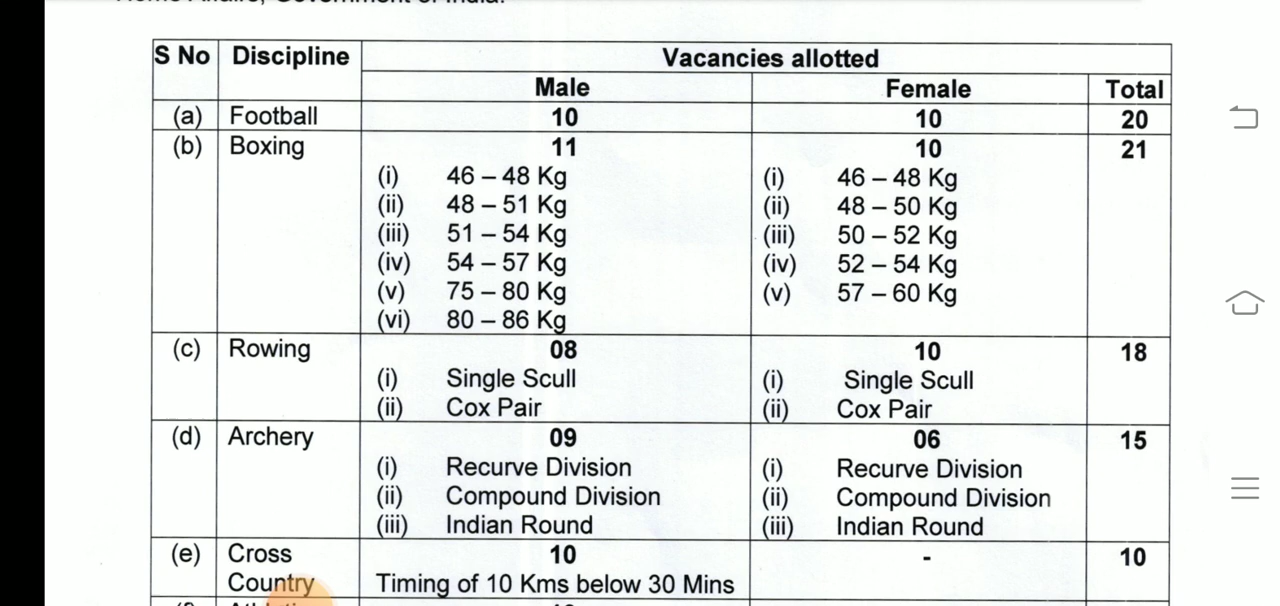 Home Affairs, Government of India.
S No Discipline Vacancies allotted
Male Female Total
(a) Football 10 10 20
(b) Boxing 11 10 21
(i) 46 – 48 Kg (i) 46 – 48 Kg
(ii) 48 – 51 Kg (ii) 48 – 50 Kg
(iii) 51 – 54 Kg (iii) 50 – 52 Kg
(iv) 54 – 57 Kg (iv) 52 – 54 Kg
(v) 75 – 80 Kg (v) 57 – 60 Kg
(vi) 80 – 86 Kg
(c) Rowing 08 10 18
(i) Single Scull (i) Single Scull
(ii) Cox Pair (ii) Cox Pair
(d) Archery 09 06 15
(i) Recurve Division (i) Recurve Division
(ii) Compound Division (ii) Compound Division
(iii) Indian Round (iii) Indian Round
(e) Cross 10 - 10
Country Timing of 10 Kms below 30 Mins